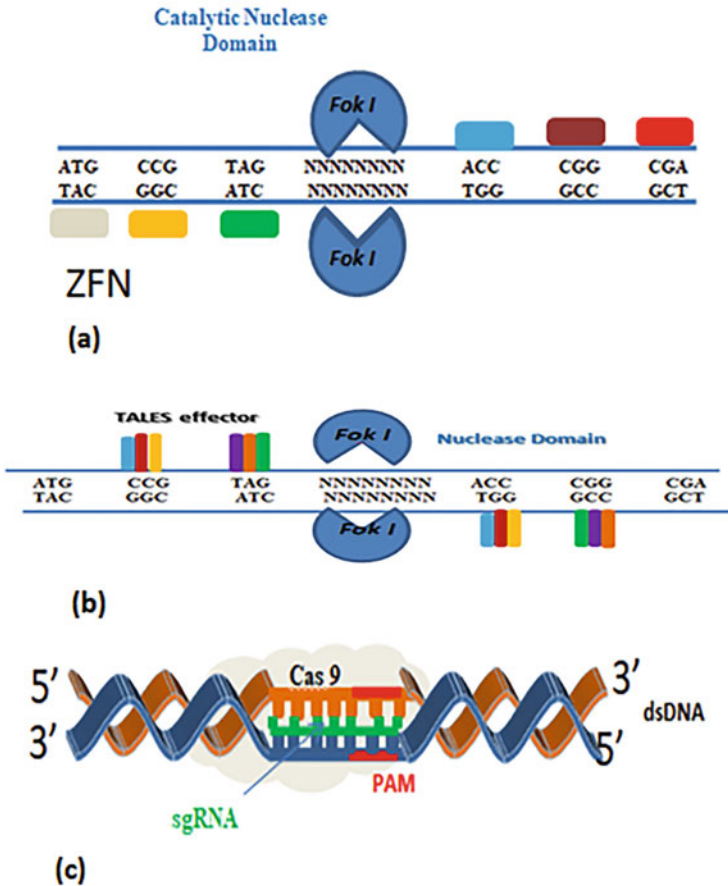 Catalytic Nuclease
Domain
Fok I
ATG CCG TAG NNNNNNNN ACC CGG CGA
TAC GGC ATC NNNNNNNN TGG GCC GCT
Fok I
ZFN
(a)
TALES effector
Fok I
Nuclease Domain
ATG CCG TAG NNNNNNNN ACC CGG CGA
TAC GGC ATC NNNNNNNN TGG GCC GCT
Fok I
(b)
5’ Cas 9 3’
dsDNA
3’ 5’
PAM
sgRNA
(c)